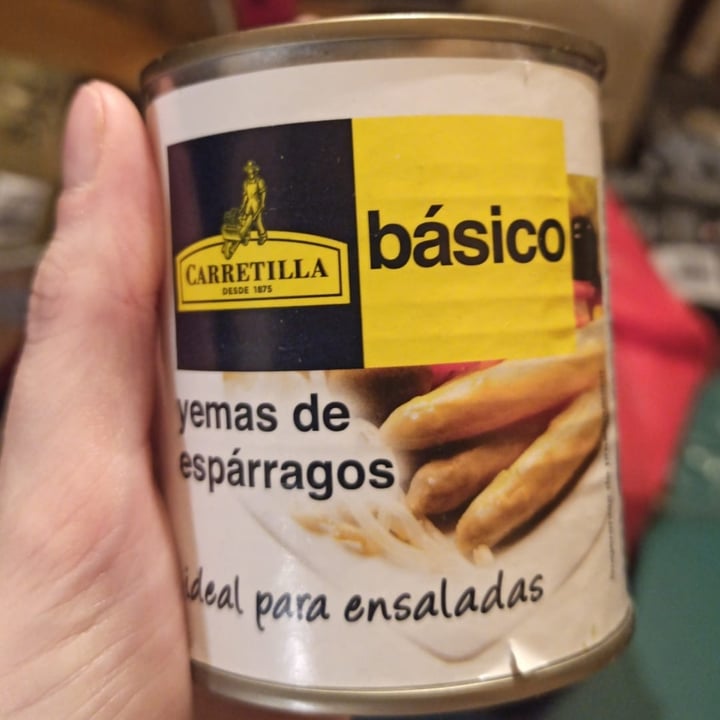 CARRETILLA
DESDE 1875
básico
yemas de
espárragos
ideal para ensaladas